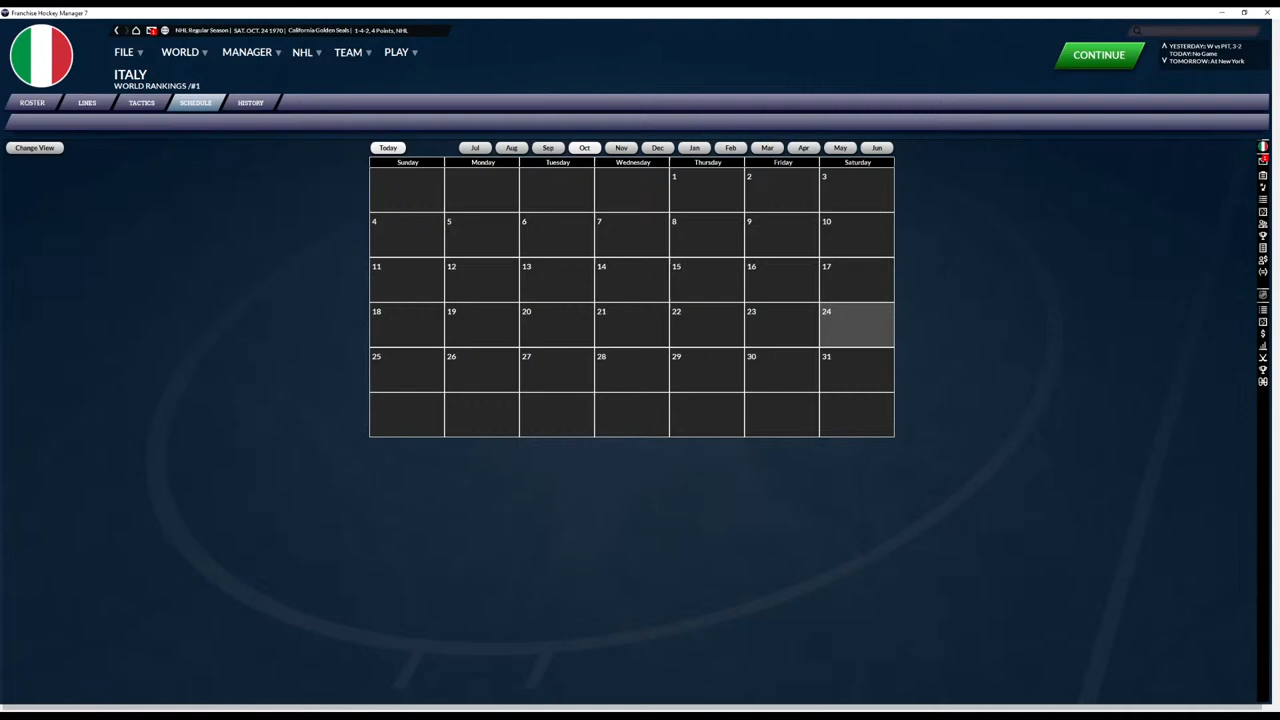 Franchise Hockey Manager 7
NHL Regular Season | SAT. OCT. 24 1970 | California Golden Seals | 1-4-2, 4 Points, NHL
FILE WORLD MANAGER NHL TEAM PLAY
CONTINUE
YESTERDAY: W vs PIT, 3-2
TODAY: No Game
TOMORROW: At New York
ITALY
WORLD RANKINGS /#1
ROSTER LINES TACTICS SCHEDULE HISTORY
Change View
Today Jul Aug Sep Oct Nov Dec Jan Feb Mar Apr May Jun
Sunday Monday Tuesday Wednesday Thursday Friday Saturday
1 2 3
4 5 6 7 8 9 10
11 12 13 14 15 16 17
18 19 20 21 22 23 24
25 26 27 28 29 30 31